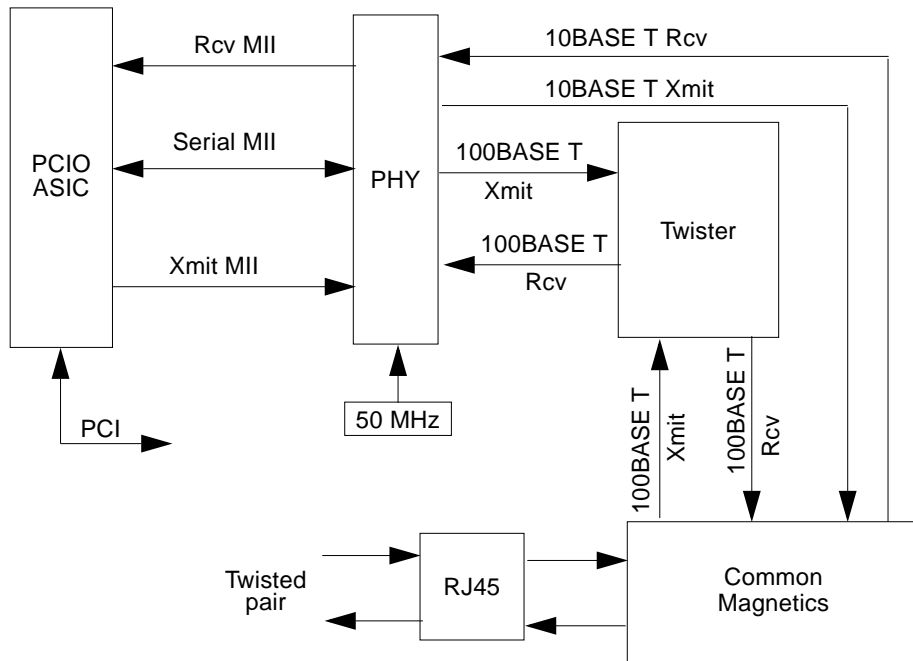 Rcv MII
10BASE T Rcv
10BASE T Xmit
Serial MII
PCIO
ASIC
PHY
100BASE T
Xmit
Twister
100BASE T
Rcv
Xmit MII
50 MHz
PCI
100BASE T
Xmit
100BASE T
Rcv
Twisted
pair
RJ45
Common
Magnetics